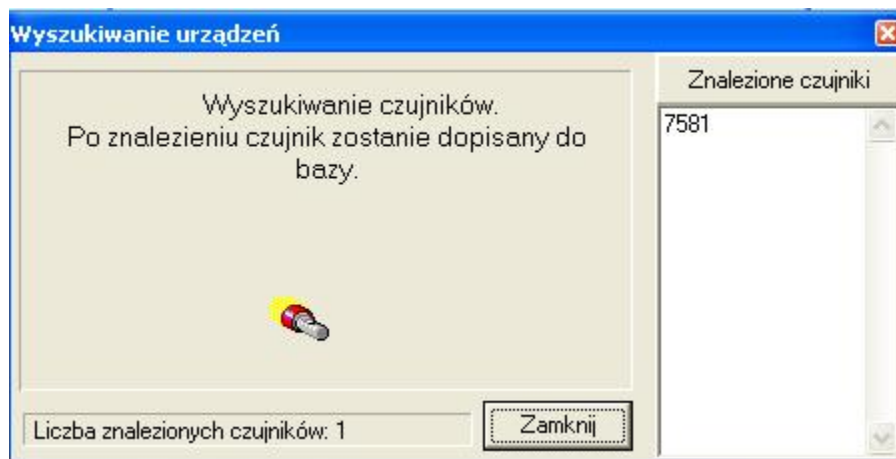 Wyszukiwanie urządzeń
Wyszukiwanie czujników.
Po znalezieniu czujnik zostanie dopisany do
bazy.
Liczba znalezionych czujników: 1
Zamknij
Znalezione czujniki
7581